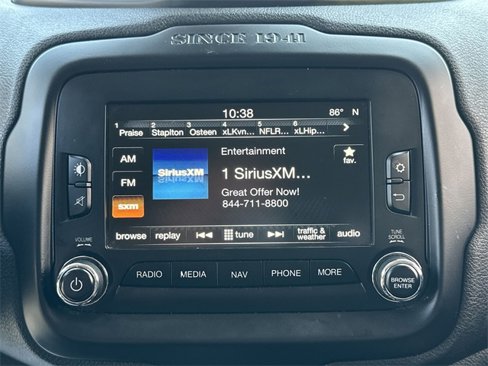 SINCE 1941
10:38 86° N
1 2 3 4 5 6
Praise Staplton Osteen xLKvn... NFLR... xLHip...
AM
Entertainment
fav.
SiriusXM
1 SiriusXM...
FM
Great Offer Now!
sxm
844-711-8800
browse replay tune traffic & weather audio
VOLUME
TUNE
SCROLL
RADIO MEDIA NAV PHONE MORE
BROWSE
ENTER